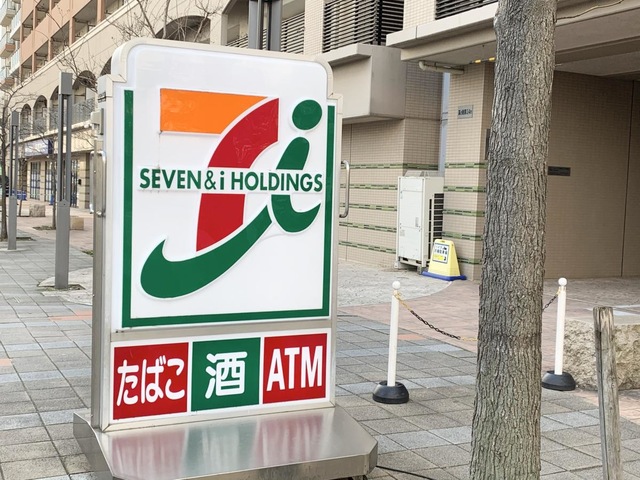 SEVEN & i HOLDINGS
たばこ
酒
ATM